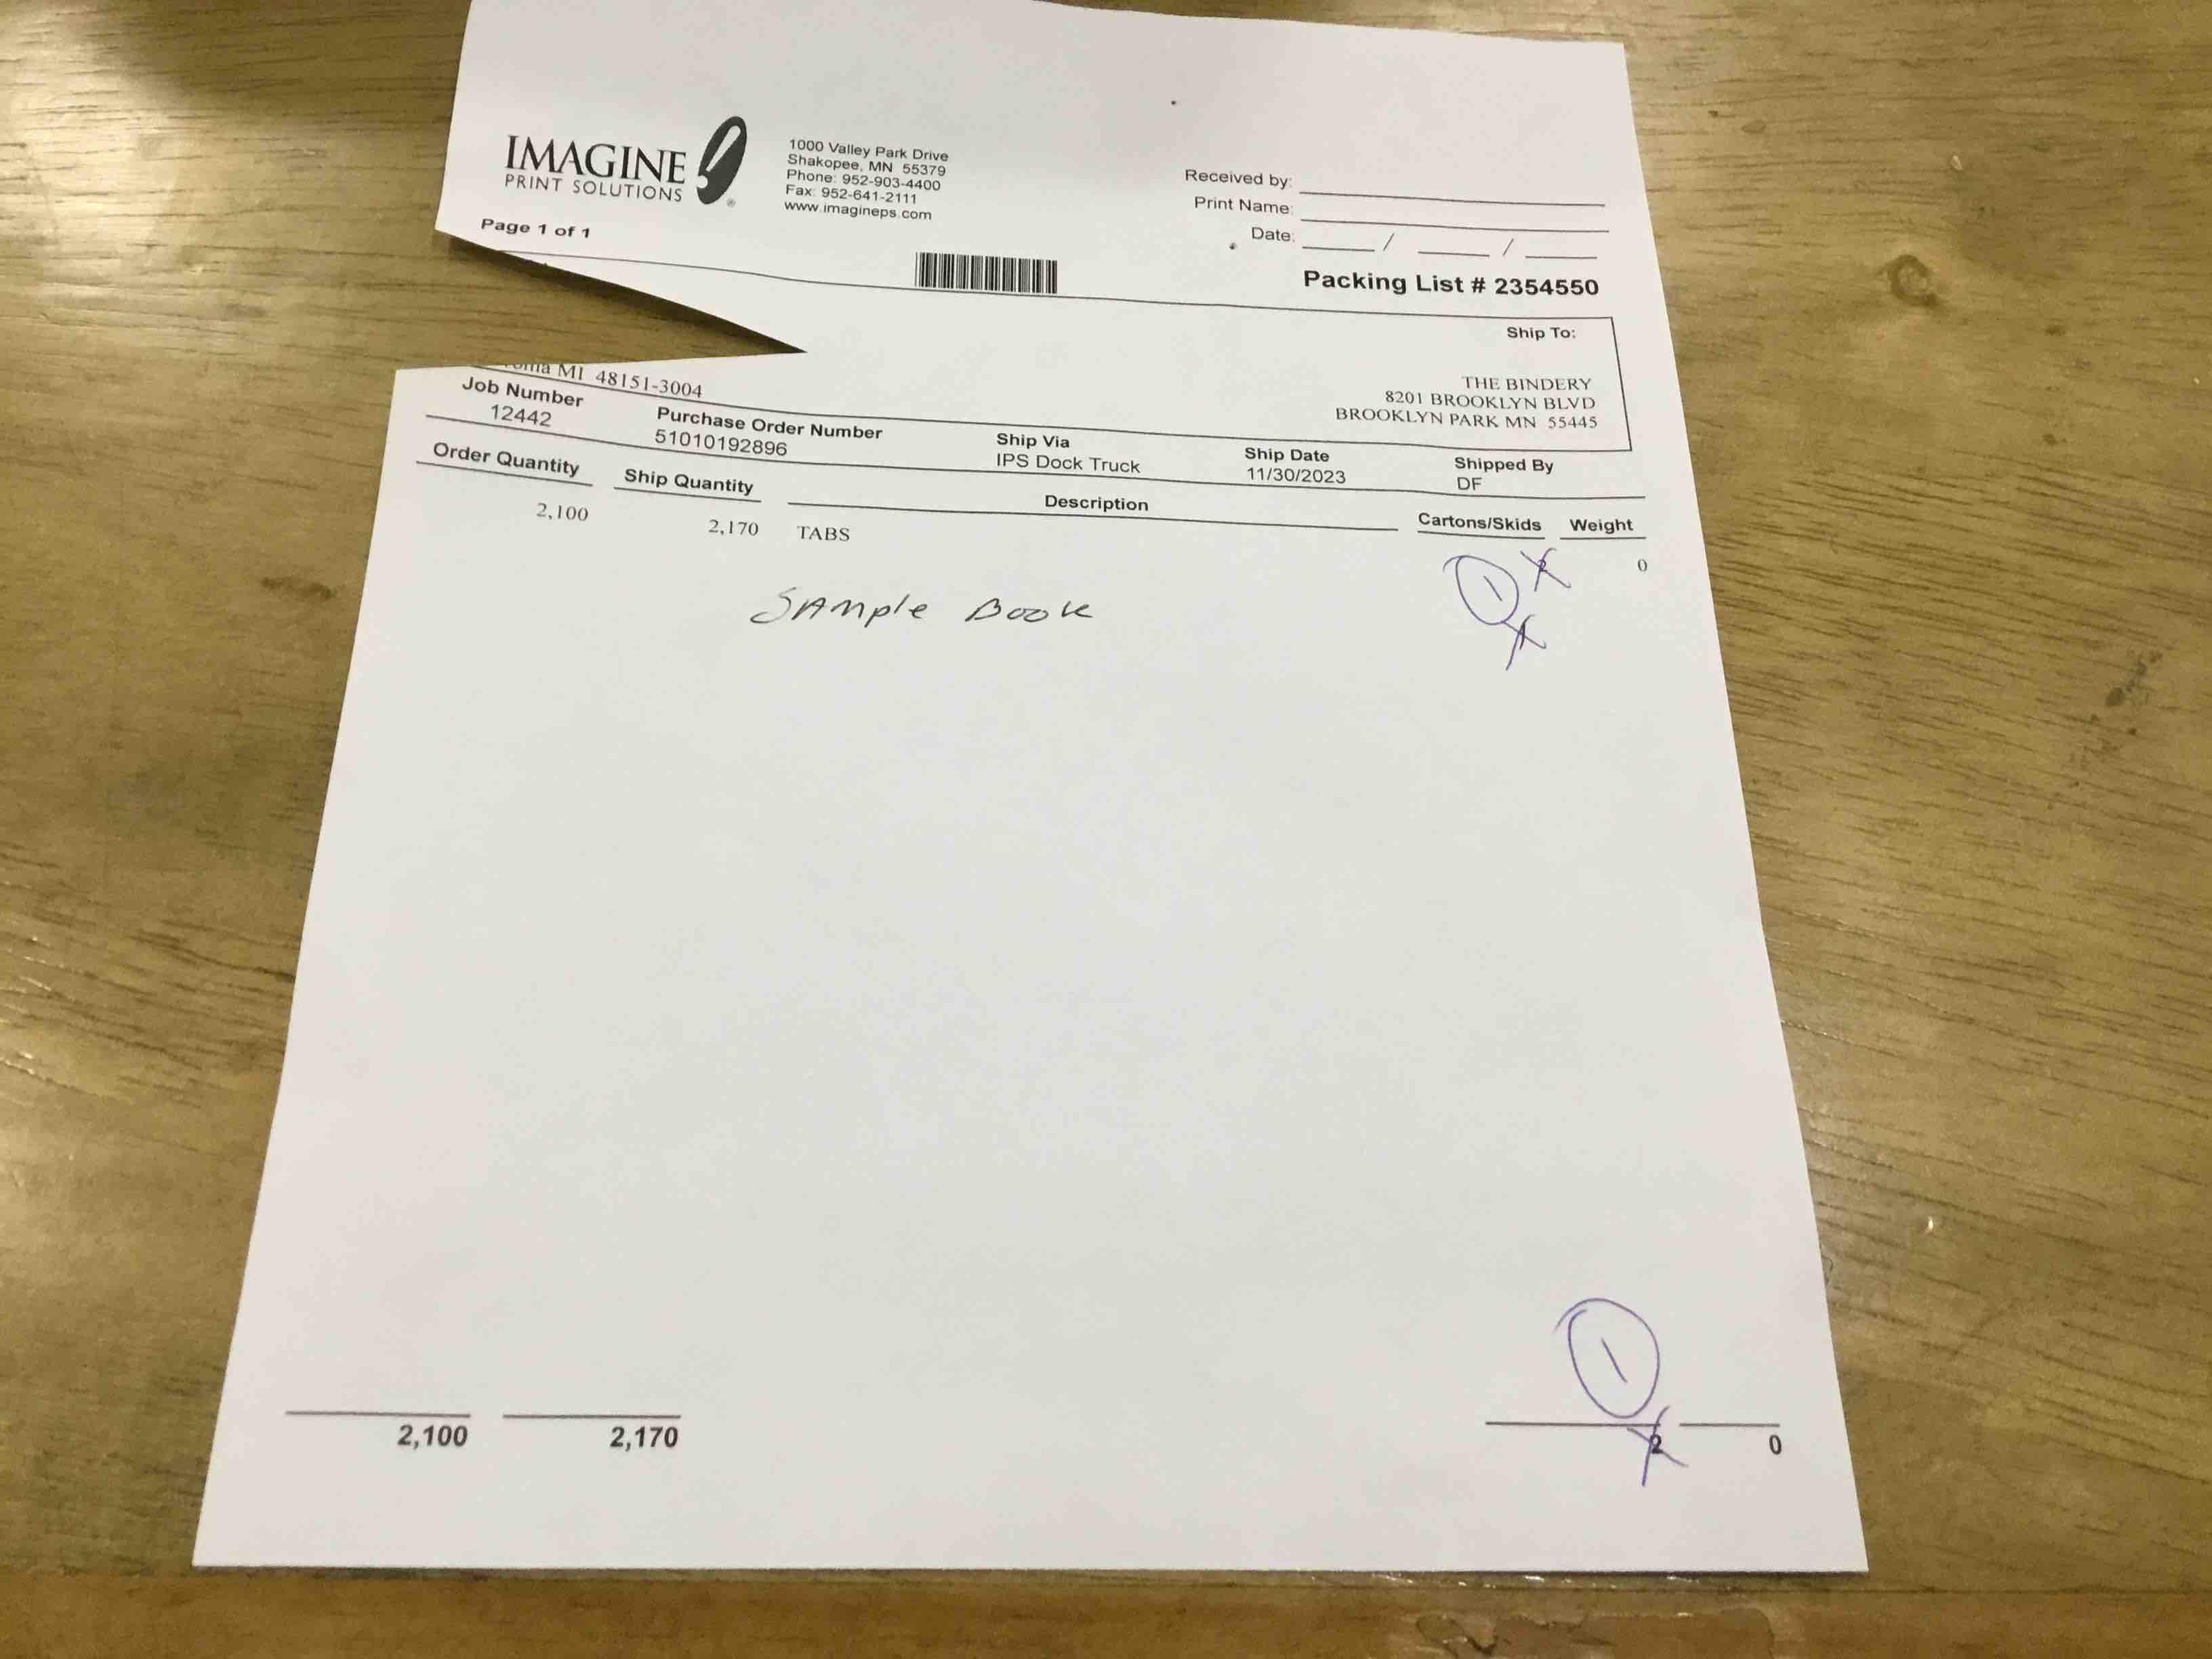 IMAGINE
PRINT SOLUTIONS
®
1000 Valley Park Drive
Shakopee, MN 55379
Phone: 952-903-4400
Fax: 952-641-2111
www.imagineps.com
Page 1 of 1
Received by:
Print Name:
Date: / /
Packing List # 2354550
Ship To:
THE BINDERY
8201 BROOKLYN BLVD
BROOKLYN PARK MN 55445
MI 48151-3004
Job Number
12442
Purchase Order Number
51010192896
Ship Via
IPS Dock Truck
Ship Date
11/30/2023
Shipped By
DF
Order Quantity Ship Quantity Description Cartons/Skids Weight
2,100 2,170 TABS 1 2 0
SAmple Book
1
2,100 2,170 2 0